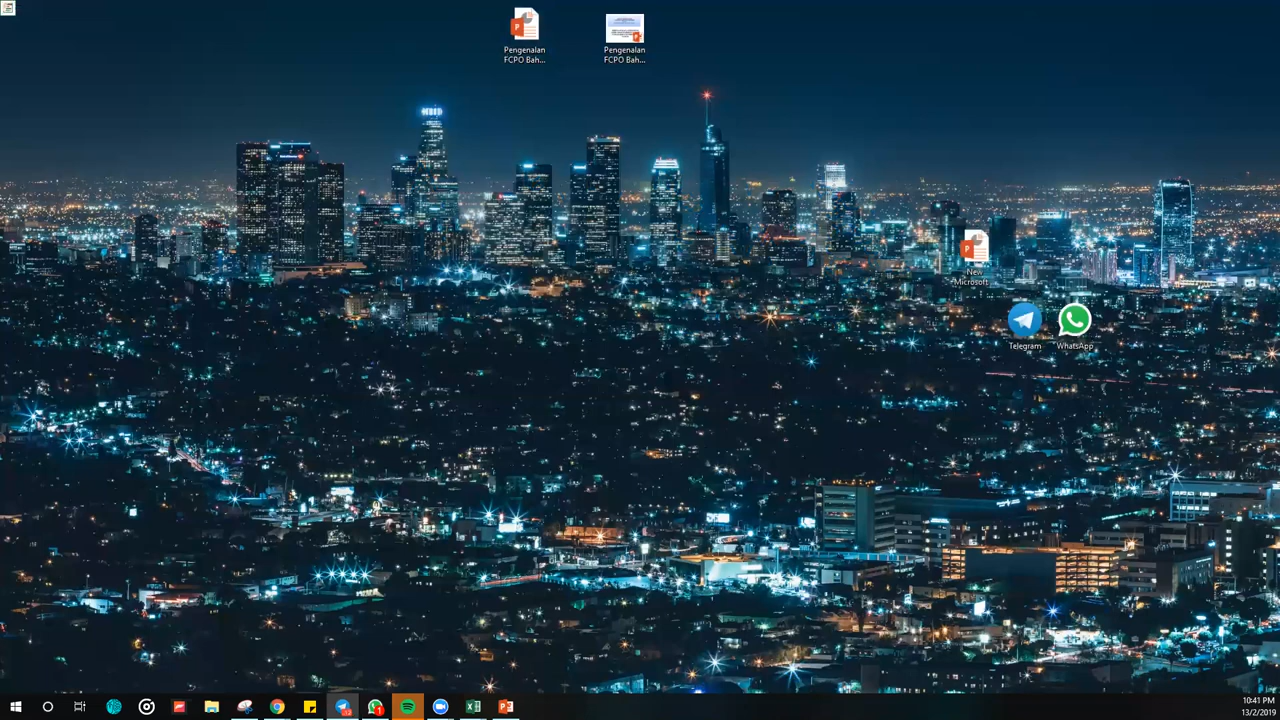 Pengenalan
FCPO Bah...
Pengenalan
FCPO Bah...
New
Microsoft
Telegram
WhatsApp
10:41 PM
13/2/2019